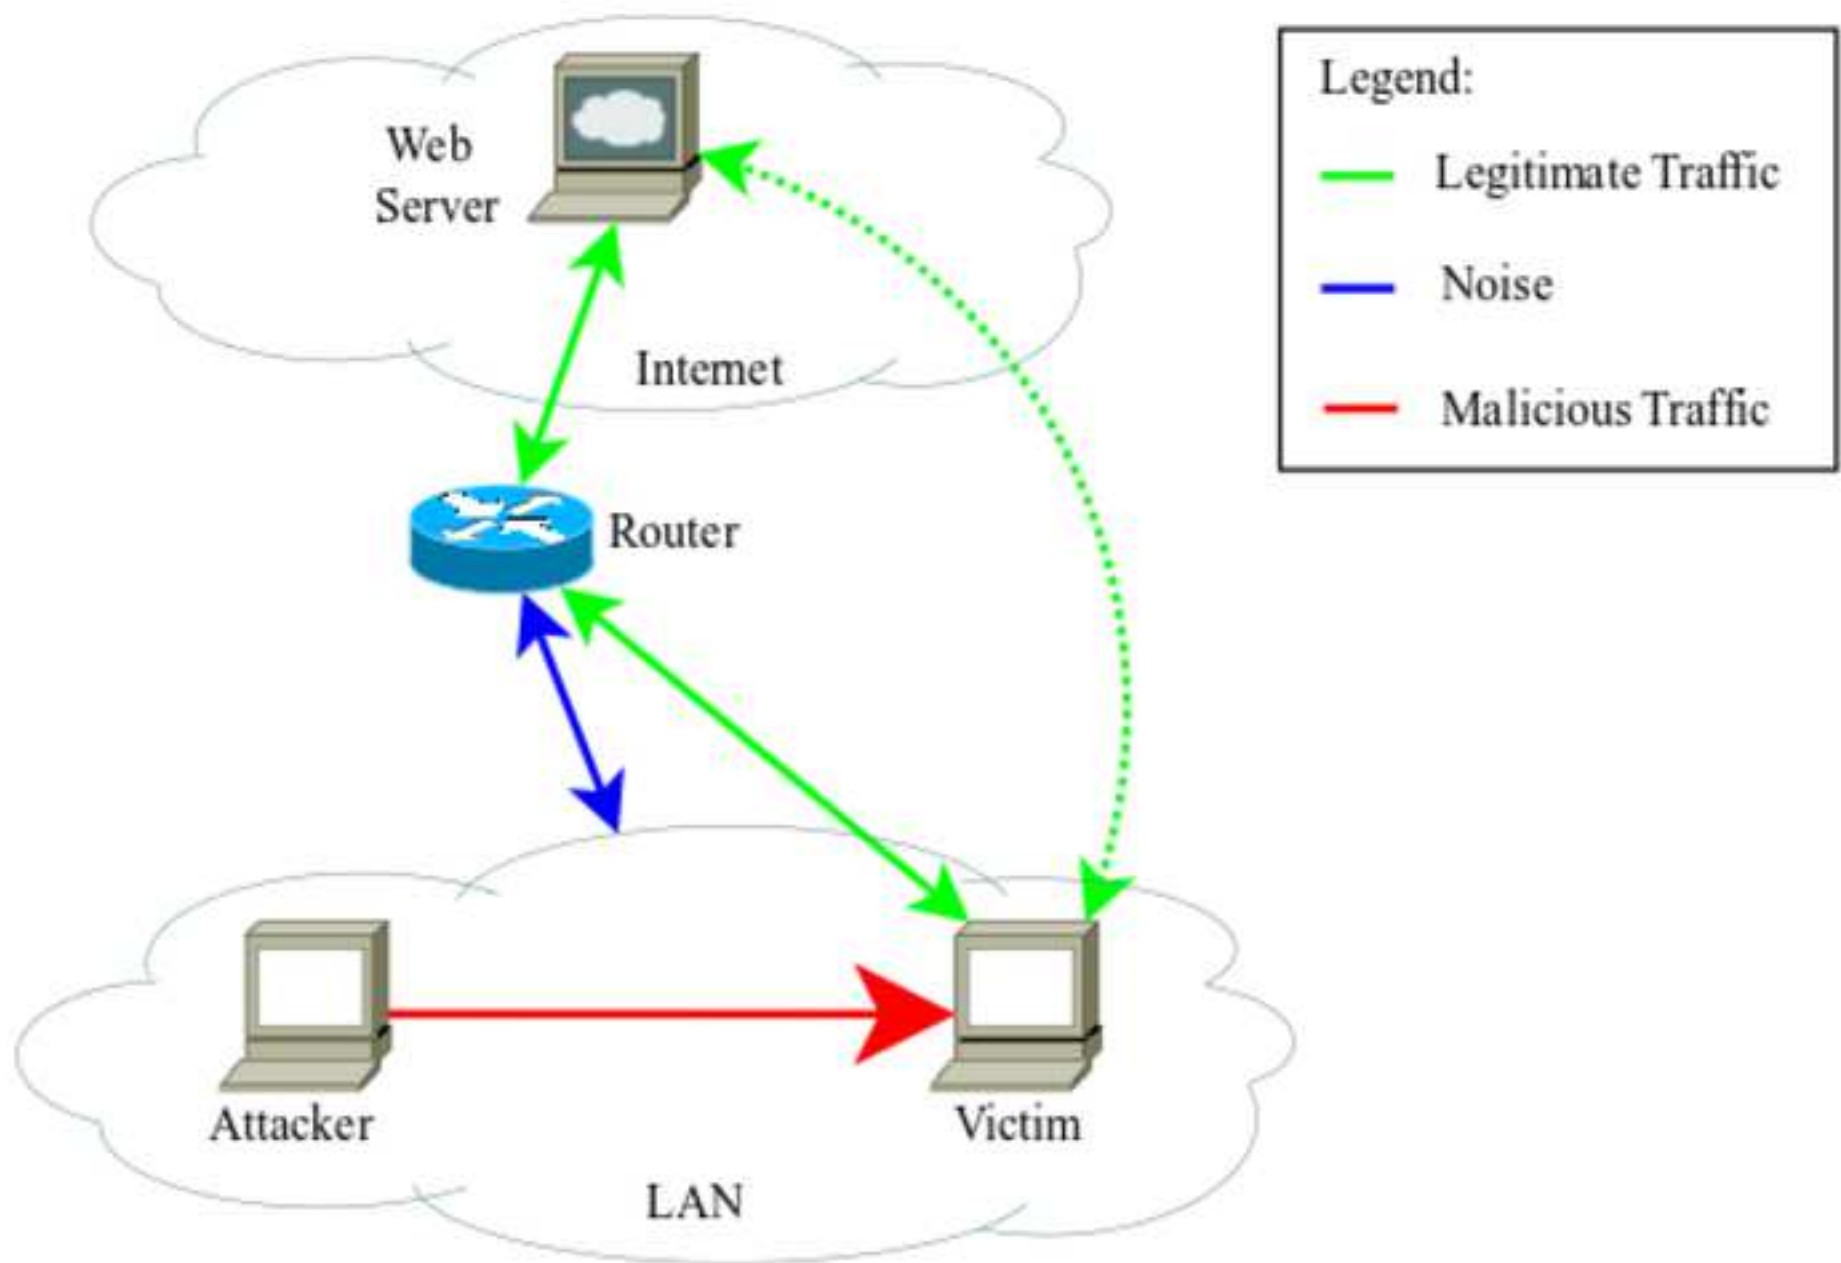 Web
Server
Internet
Router
Attacker
Victim
LAN
Legend:
Legitimate Traffic
Noise
Malicious Traffic